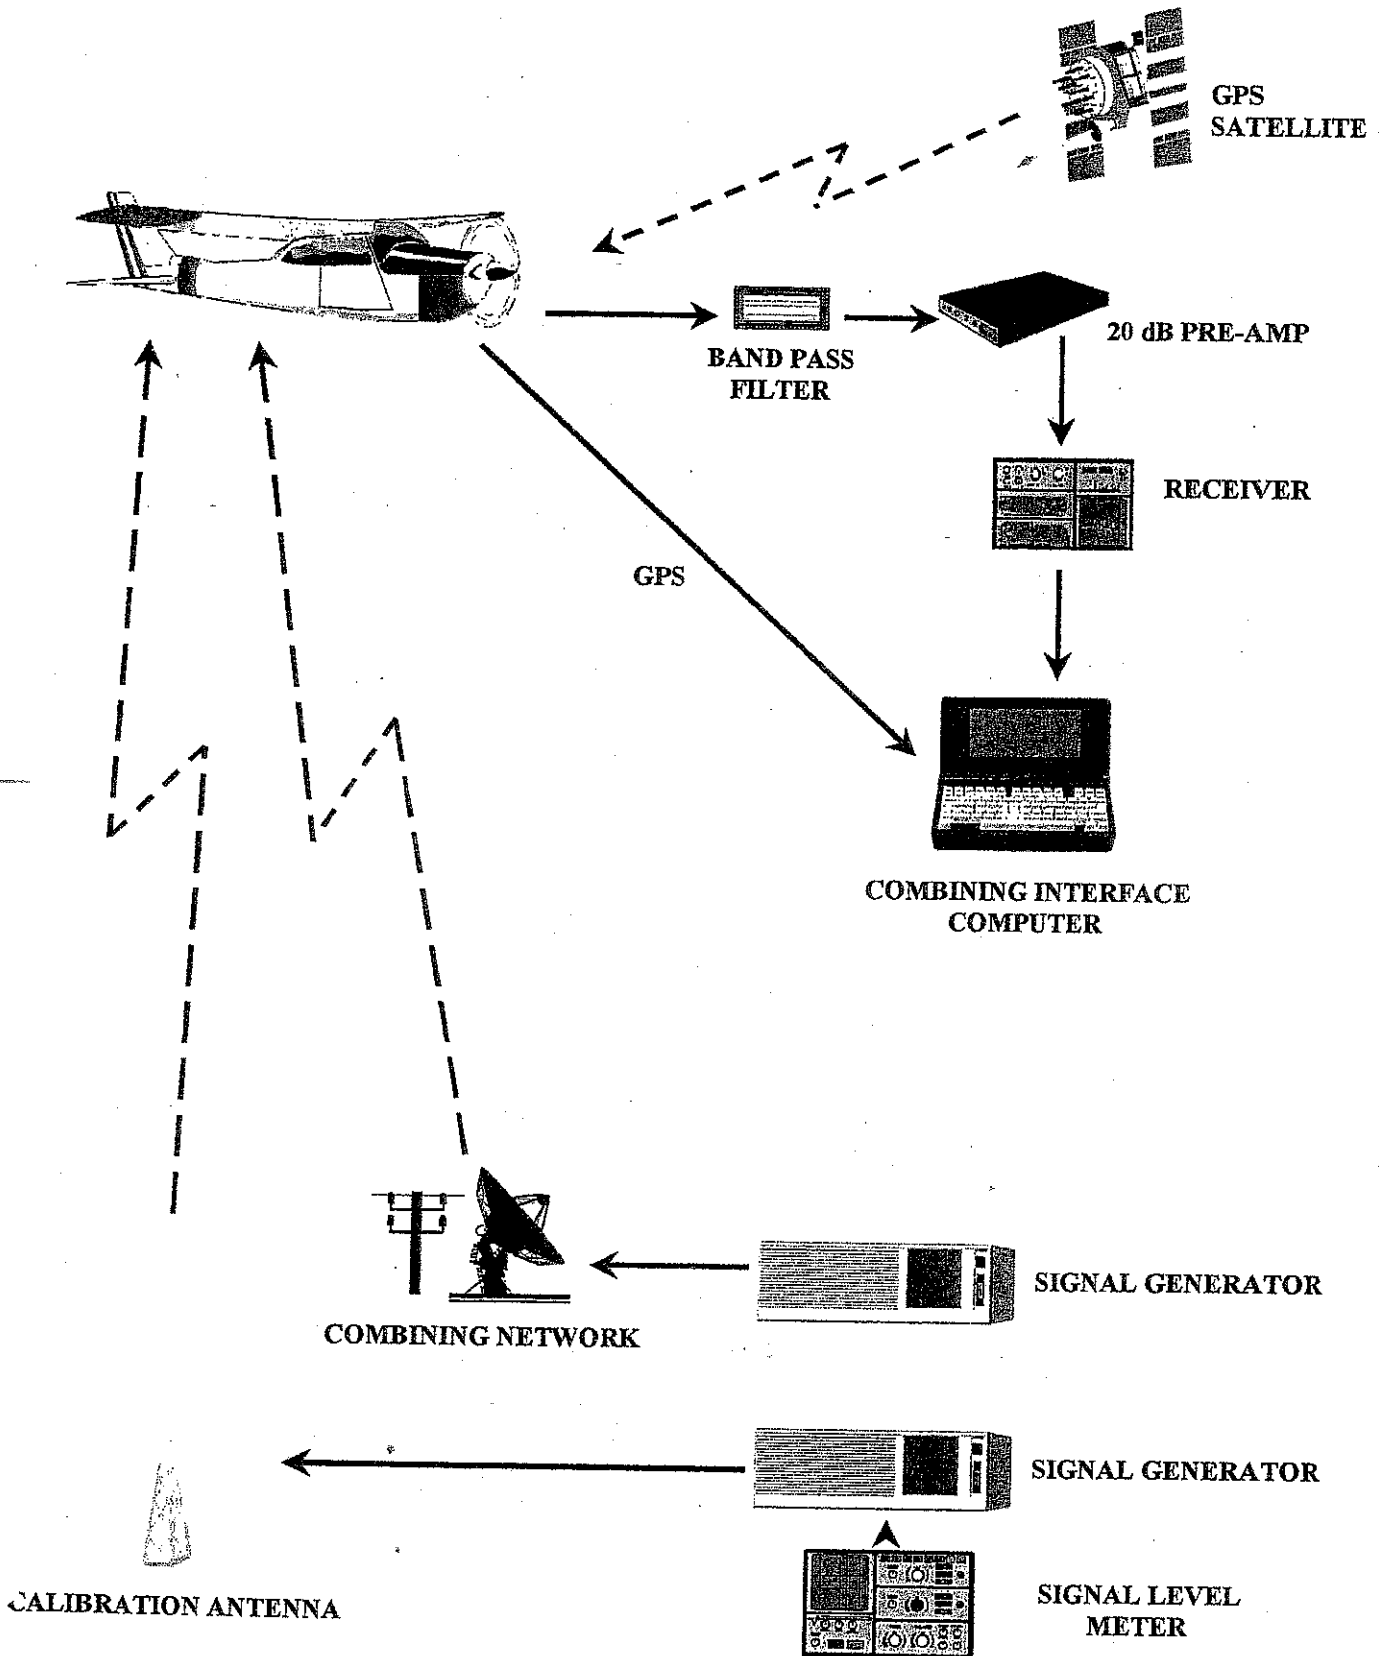 GPS
SATELLITE
20 dB PRE-AMP
BAND PASS
FILTER
RECEIVER
GPS
COMBINING INTERFACE
COMPUTER
SIGNAL GENERATOR
COMBINING NETWORK
SIGNAL GENERATOR
CALIBRATION ANTENNA
SIGNAL LEVEL
METER